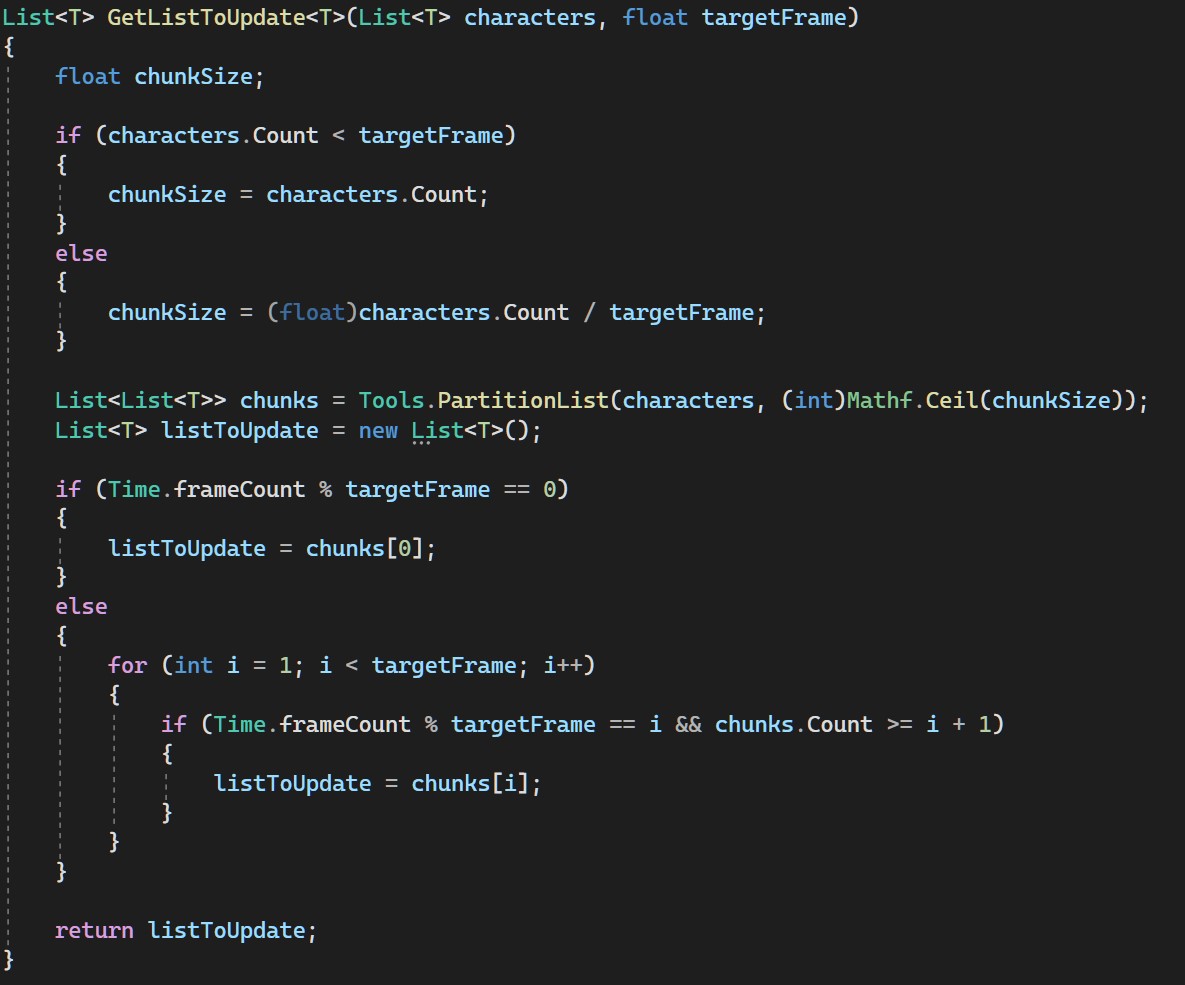 List<T> GetListToUpdate<T>(List<T> characters, float targetFrame)
{
    float chunkSize;

    if (characters.Count < targetFrame)
    {
        chunkSize = characters.Count;
    }
    else
    {
        chunkSize = (float)characters.Count / targetFrame;
    }

    List<List<T>> chunks = Tools.PartitionList(characters, (int)Mathf.Ceil(chunkSize));
    List<T> listToUpdate = new List<T>();

    if (Time.frameCount % targetFrame == 0)
    {
        listToUpdate = chunks[0];
    }
    else
    {
        for (int i = 1; i < targetFrame; i++)
        {
            if (Time.frameCount % targetFrame == i && chunks.Count >= i + 1)
            {
                listToUpdate = chunks[i];
            }
        }
    }

    return listToUpdate;
}